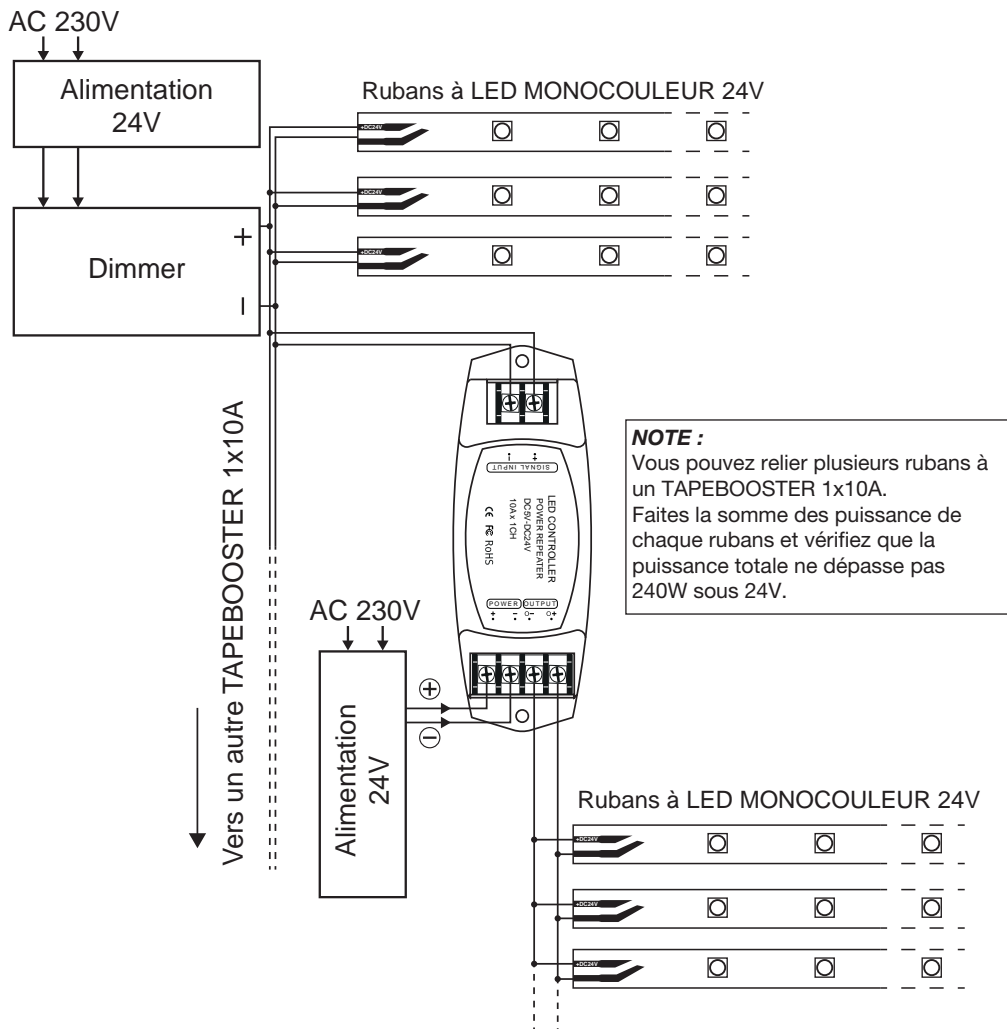 AC 230V
Alimentation
24V
Rubans à LED MONOCOULEUR 24V
+DC24V
+DC24V
+DC24V
Dimmer
+
–
Vers un autre TAPEBOOSTER 1x10A
SIGNAL INPUT
+
-
LED CONTROLLER
POWER REPEATER
DC5V-DC24V
10A x 1CH
CE FC RoHS
POWER OUTPUT
+ - O- O+
NOTE :
Vous pouvez relier plusieurs rubans à
un TAPEBOOSTER 1x10A.
Faites la somme des puissance de
chaque rubans et vérifiez que la
puissance totale ne dépasse pas
240W sous 24V.
AC 230V
Alimentation
24V
+
–
Rubans à LED MONOCOULEUR 24V
+DC24V
+DC24V
+DC24V